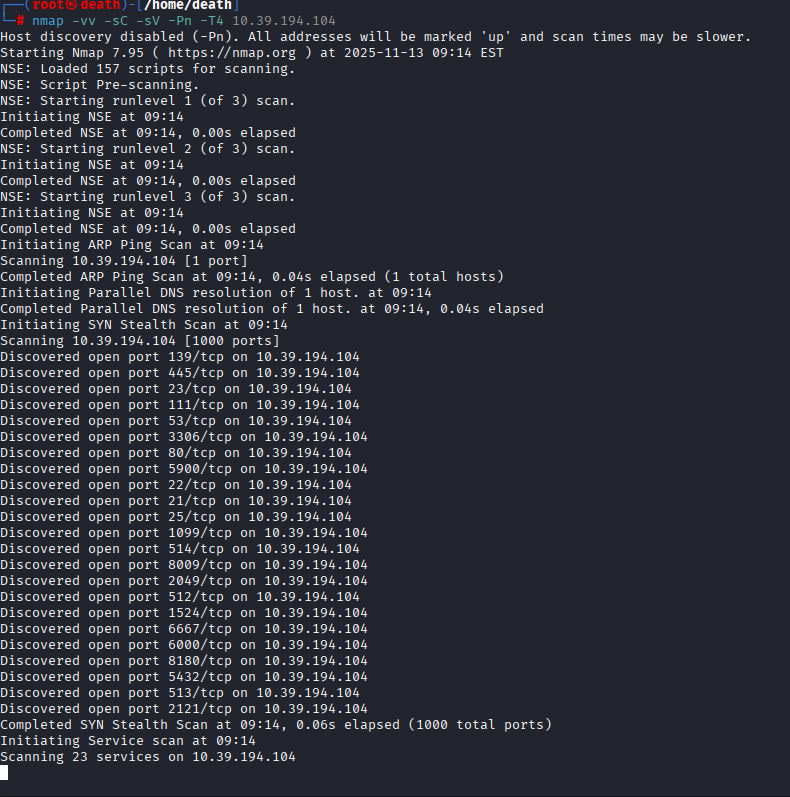 ┌──(root㉿death)-[/home/death]
└─# nmap -vv -sC -sV -Pn -T4 10.39.194.104
Host discovery disabled (-Pn). All addresses will be marked 'up' and scan times may be slower.
Starting Nmap 7.95 ( https://nmap.org ) at 2025-11-13 09:14 EST
NSE: Loaded 157 scripts for scanning.
NSE: Script Pre-scanning.
NSE: Starting runlevel 1 (of 3) scan.
Initiating NSE at 09:14
Completed NSE at 09:14, 0.00s elapsed
NSE: Starting runlevel 2 (of 3) scan.
Initiating NSE at 09:14
Completed NSE at 09:14, 0.00s elapsed
NSE: Starting runlevel 3 (of 3) scan.
Initiating NSE at 09:14
Completed NSE at 09:14, 0.00s elapsed
Initiating ARP Ping Scan at 09:14
Scanning 10.39.194.104 [1 port]
Completed ARP Ping Scan at 09:14, 0.04s elapsed (1 total hosts)
Initiating Parallel DNS resolution of 1 host. at 09:14
Completed Parallel DNS resolution of 1 host. at 09:14, 0.04s elapsed
Initiating SYN Stealth Scan at 09:14
Scanning 10.39.194.104 [1000 ports]
Discovered open port 139/tcp on 10.39.194.104
Discovered open port 445/tcp on 10.39.194.104
Discovered open port 23/tcp on 10.39.194.104
Discovered open port 111/tcp on 10.39.194.104
Discovered open port 53/tcp on 10.39.194.104
Discovered open port 3306/tcp on 10.39.194.104
Discovered open port 80/tcp on 10.39.194.104
Discovered open port 5900/tcp on 10.39.194.104
Discovered open port 22/tcp on 10.39.194.104
Discovered open port 21/tcp on 10.39.194.104
Discovered open port 25/tcp on 10.39.194.104
Discovered open port 1099/tcp on 10.39.194.104
Discovered open port 514/tcp on 10.39.194.104
Discovered open port 8009/tcp on 10.39.194.104
Discovered open port 2049/tcp on 10.39.194.104
Discovered open port 512/tcp on 10.39.194.104
Discovered open port 1524/tcp on 10.39.194.104
Discovered open port 6667/tcp on 10.39.194.104
Discovered open port 6000/tcp on 10.39.194.104
Discovered open port 8180/tcp on 10.39.194.104
Discovered open port 5432/tcp on 10.39.194.104
Discovered open port 513/tcp on 10.39.194.104
Discovered open port 2121/tcp on 10.39.194.104
Completed SYN Stealth Scan at 09:14, 0.06s elapsed (1000 total ports)
Initiating Service scan at 09:14
Scanning 23 services on 10.39.194.104